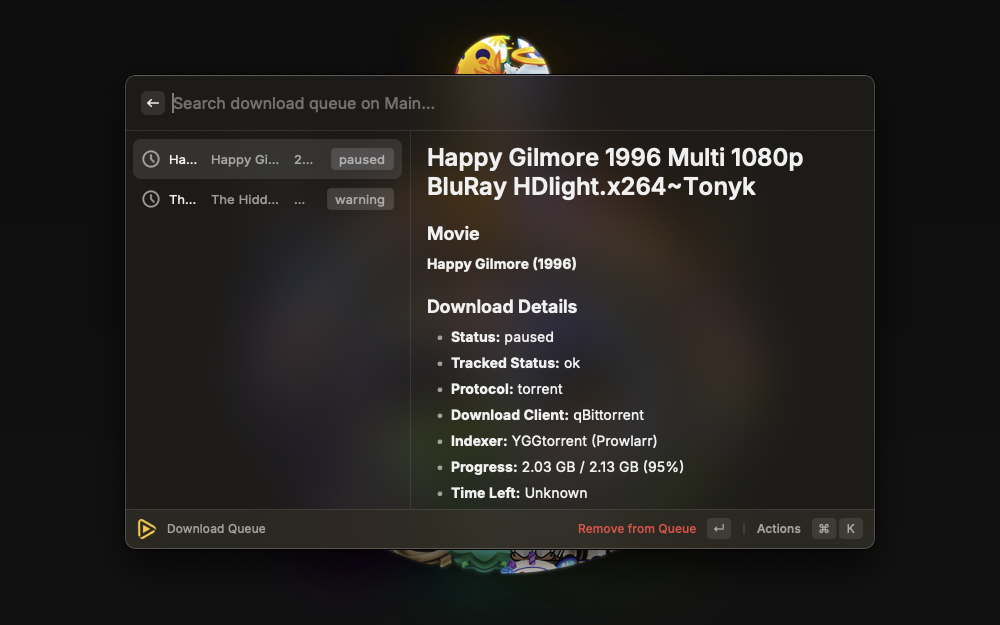 Search download queue on Main...
Ha... Happy Gi... 2... paused
Th... The Hidd... ... warning
Happy Gilmore 1996 Multi 1080p
BluRay HDlight.x264~Tonyk
Movie
Happy Gilmore (1996)
Download Details
• Status: paused
• Tracked Status: ok
• Protocol: torrent
• Download Client: qBittorrent
• Indexer: YGGtorrent (Prowlarr)
• Progress: 2.03 GB / 2.13 GB (95%)
• Time Left: Unknown
Download Queue
Remove from Queue ↵ | Actions ⌘ K